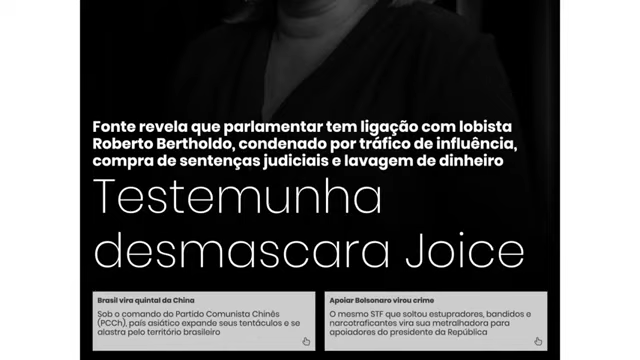 Fonte revela que parlamentar tem ligação com lobista
Roberto Bertholdo, condenado por tráfico de influência,
compra de sentenças judiciais e lavagem de dinheiro
Testemunha
desmascara Joice
Brasil vira quintal da China
Sob o comando do Partido Comunista Chinês
(PCCh), país asiático expande seus tentáculos e se
alastra pelo território brasileiro
Apoiar Bolsonaro virou crime
O mesmo STF que soltou estupradores, bandidos e
narcotraficantes vira sua metralhadora para
apoiadores do presidente da República